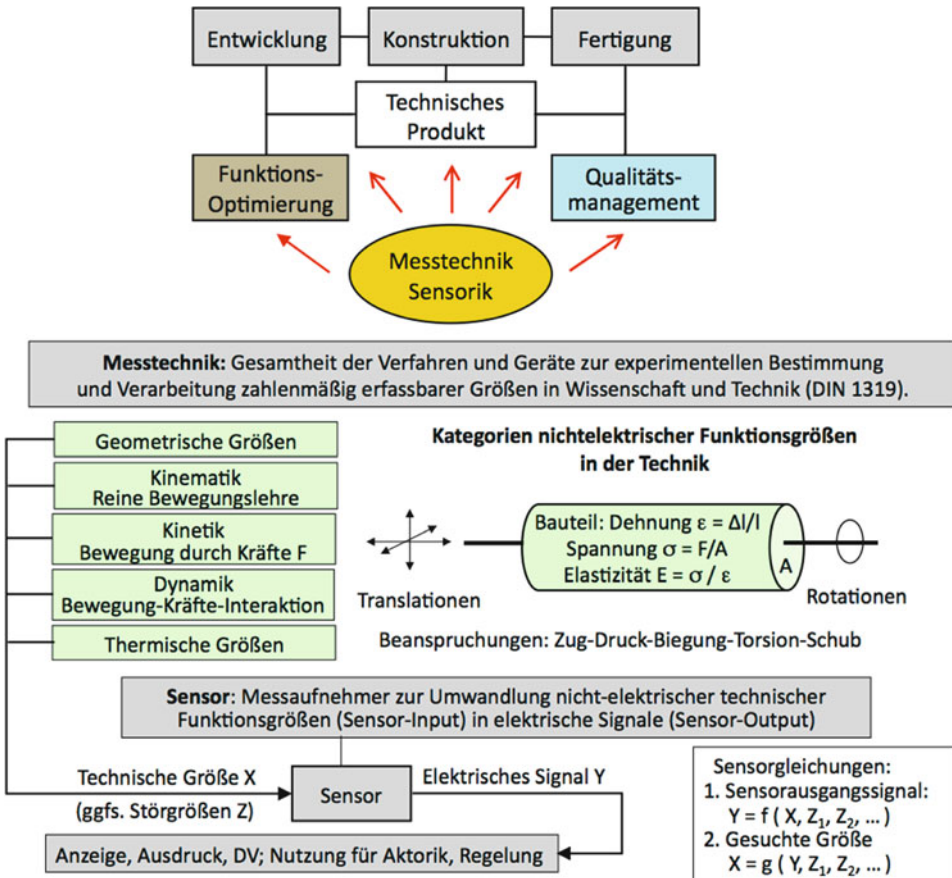 Entwicklung
Konstruktion
Fertigung
Technisches
Produkt
Funktions-
Optimierung
Qualitäts-
management
Messtechnik
Sensorik
Messtechnik: Gesamtheit der Verfahren und Geräte zur experimentellen Bestimmung
und Verarbeitung zahlenmäßig erfassbarer Größen in Wissenschaft und Technik (DIN 1319).
Geometrische Größen
Kinematik
Reine Bewegungslehre
Kinetik
Bewegung durch Kräfte F
Dynamik
Bewegung-Kräfte-Interaktion
Thermische Größen
Kategorien nichtelektrischer Funktionsgrößen
in der Technik
Translationen
Bauteil: Dehnung ε = Δl/l
Spannung σ = F/A
Elastizität E = σ / ε
A
Rotationen
Beanspruchungen: Zug-Druck-Biegung-Torsion-Schub
Sensor: Messaufnehmer zur Umwandlung nicht-elektrischer technischer
Funktionsgrößen (Sensor-Input) in elektrische Signale (Sensor-Output)
Technische Größe X
(ggfs. Störgrößen Z)
Sensor
Elektrisches Signal Y
Anzeige, Ausdruck, DV; Nutzung für Aktorik, Regelung
Sensorgleichungen:
1. Sensorausgangssignal:
Y = f ( X, Z₁, Z₂, ... )
2. Gesuchte Größe
X = g ( Y, Z₁, Z₂, ... )